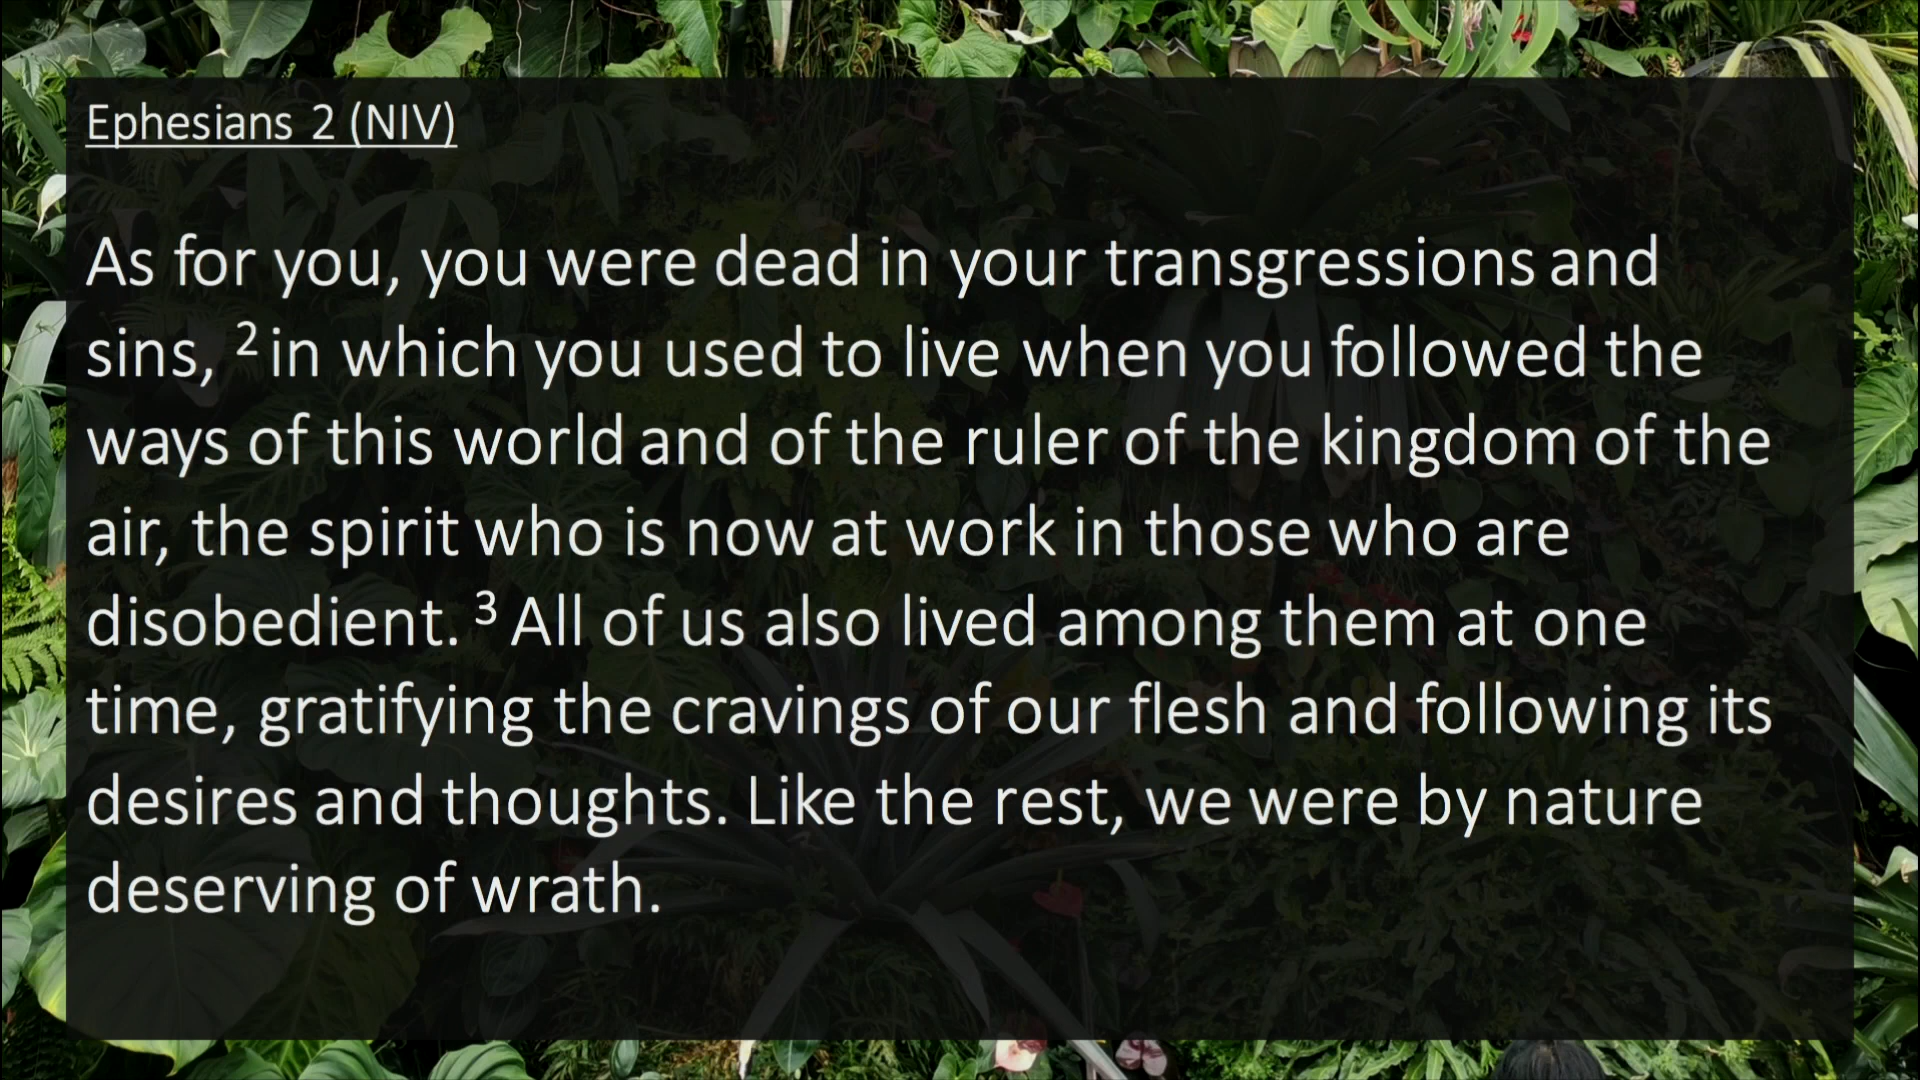 Ephesians 2 (NIV)
As for you, you were dead in your transgressions and
sins, ² in which you used to live when you followed the
ways of this world and of the ruler of the kingdom of the
air, the spirit who is now at work in those who are
disobedient. ³ All of us also lived among them at one
time, gratifying the cravings of our flesh and following its
desires and thoughts. Like the rest, we were by nature
deserving of wrath.